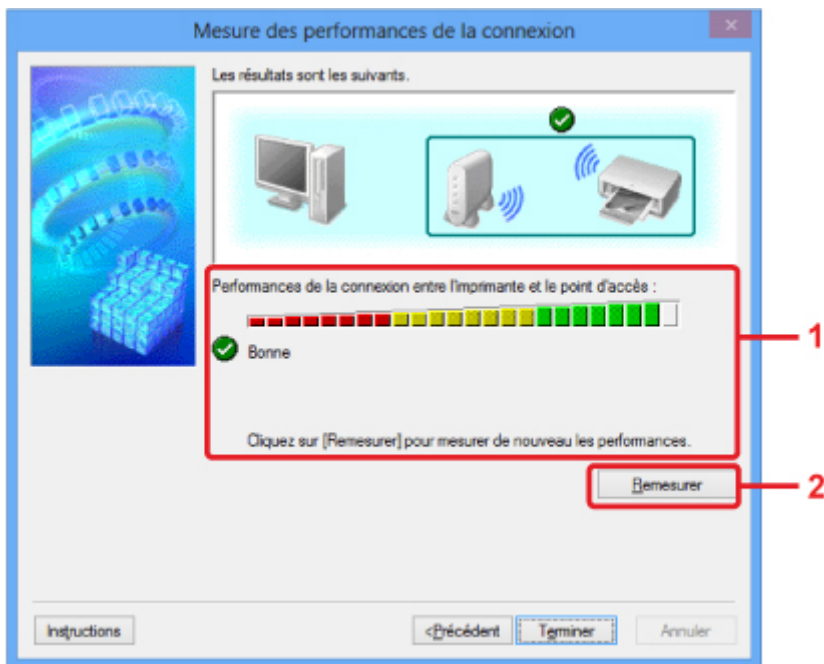 Mesure des performances de la connexion
Les résultats sont les suivants.
Performances de la connexion entre l'imprimante et le point d'accès :
1
Bonne
Cliquez sur [Remesurer] pour mesurer de nouveau les performances.
Remesurer
2
Instructions
<Précédent
Terminer
Annuler